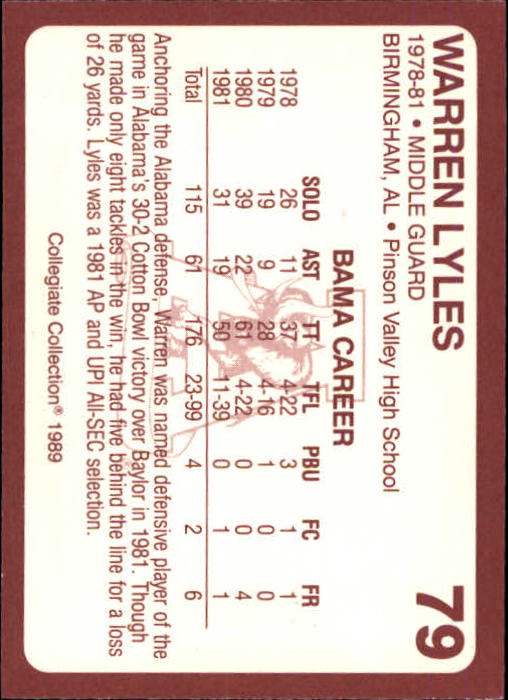 WARREN LYLES 79
1978-81 • MIDDLE GUARD
BIRMINGHAM, AL • Pinson Valley High School
BAMA CAREER
SOLO AST TT TFL PBU FC FR
1978 26 11 37 4-22 3 1 1
1979 19 9 28 4-16 1 0 0
1980 39 22 61 4-22 0 0 4
1981 31 19 50 11-39 0 1 1
Total 115 61 176 23-99 4 2 6
Anchoring the Alabama defense, Warren was named defensive player of the
game in Alabama's 30-2 Cotton Bowl victory over Baylor in 1981. Though
he made only eight tackles in the win, he had five behind the line for a loss
of 26 yards. Lyles was a 1981 AP and UPI All-SEC selection.
Collegiate Collection® 1989